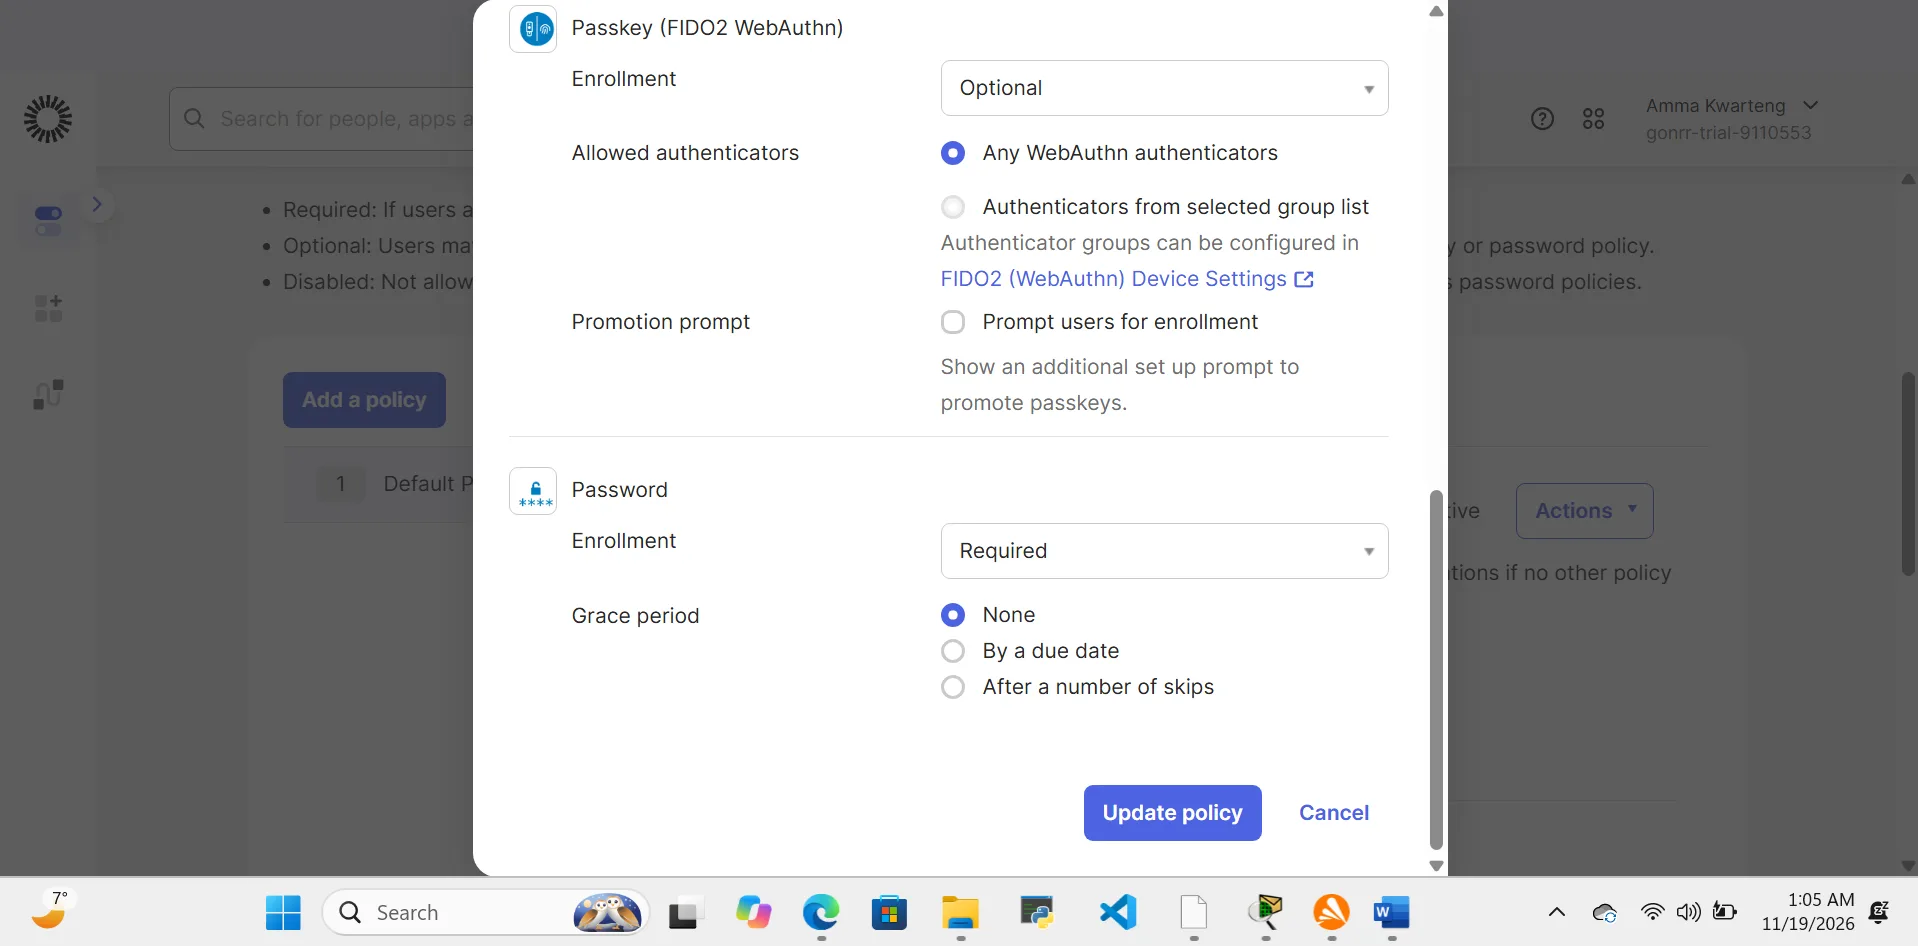 Passkey (FIDO2 WebAuthn)
Enrollment
Optional
Allowed authenticators
Any WebAuthn authenticators
Authenticators from selected group list
Authenticator groups can be configured in
FIDO2 (WebAuthn) Device Settings
Promotion prompt
Prompt users for enrollment
Show an additional set up prompt to
promote passkeys.
****
Password
Enrollment
Required
Grace period
None
By a due date
After a number of skips
Update policy
Cancel
Search for people, apps a
Amma Kwarteng
gonrr-trial-9110553
Required: If users a
Optional: Users ma
y or password policy.
Disabled: Not allow
s password policies.
Add a policy
1
Default P
Actions
tions if no other policy
7°
Search
W
1:05 AM
11/19/2026